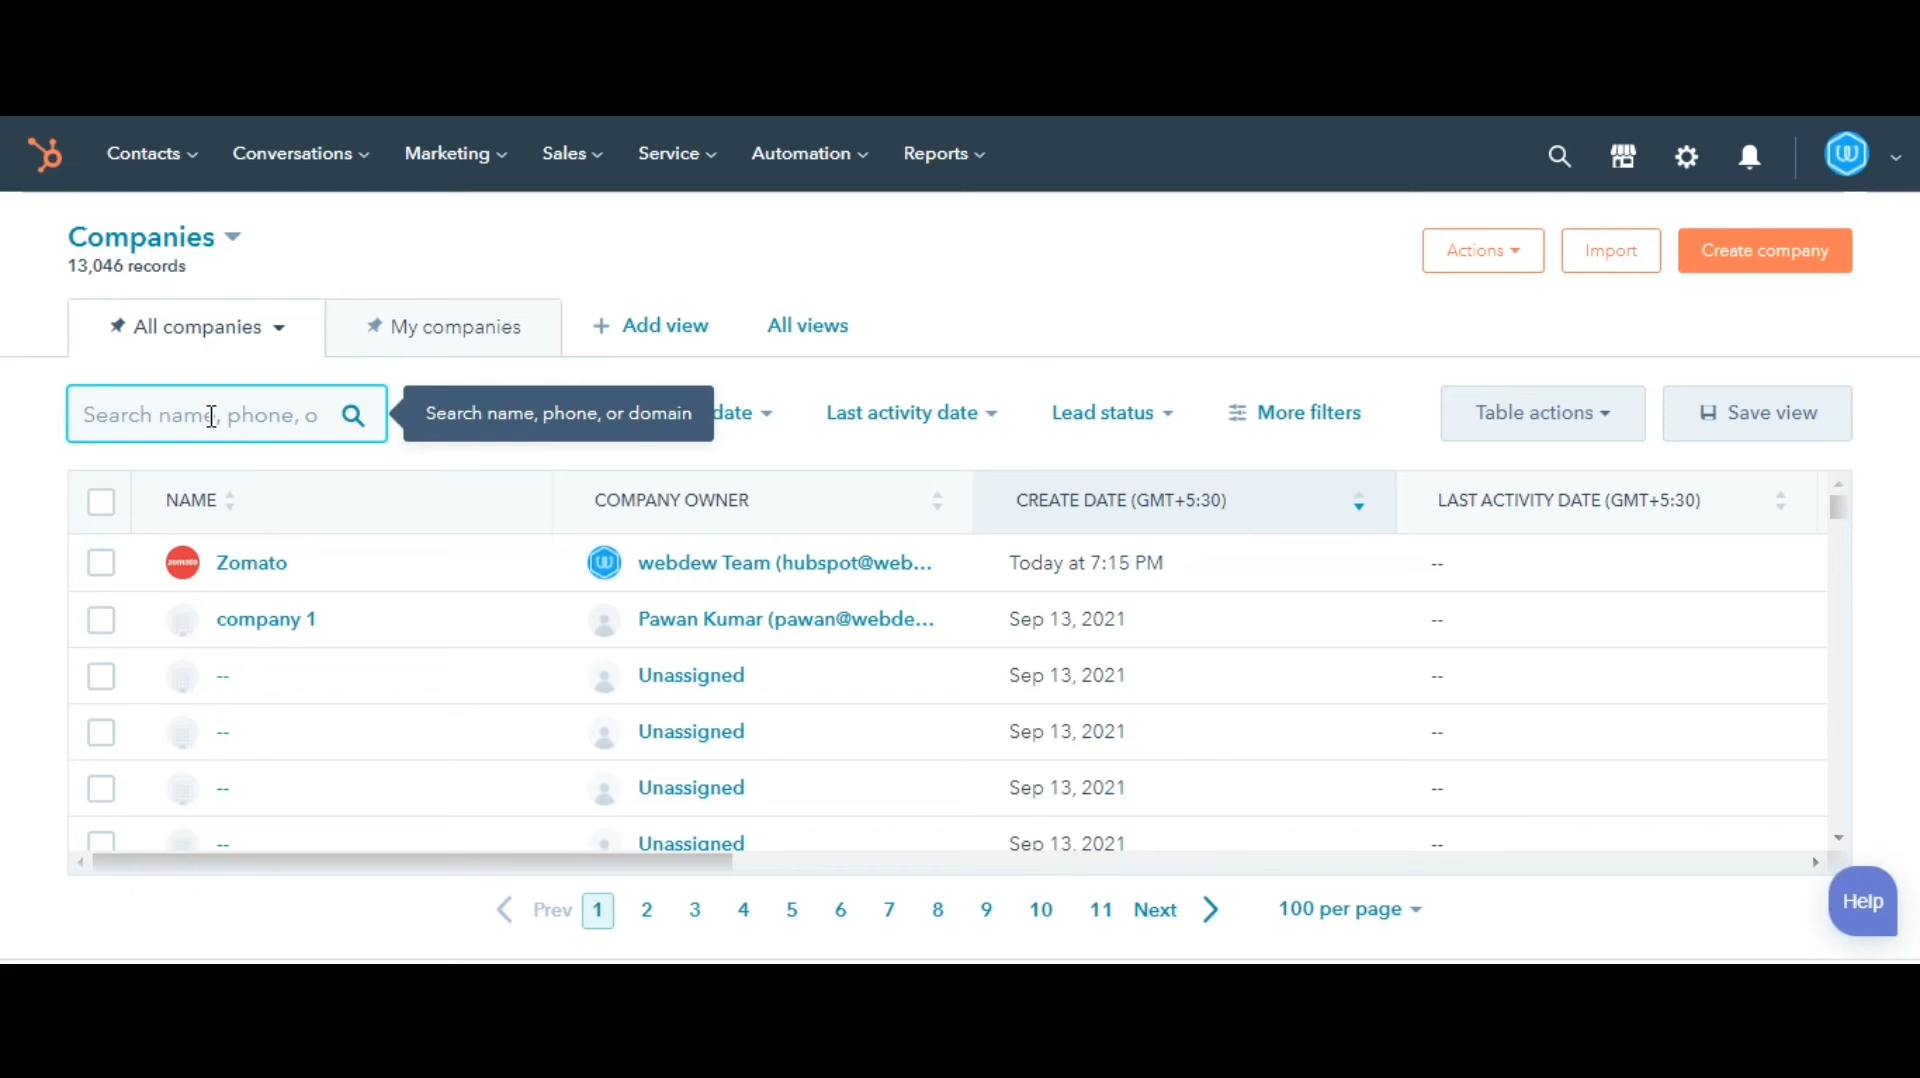 Contacts Conversations Marketing Sales Service Automation Reports
Companies
13,046 records
Actions Import Create company
All companies My companies + Add view All views
Search name, phone, o Search name, phone, or domain date Last activity date Lead status More filters Table actions Save view
NAME COMPANY OWNER CREATE DATE (GMT+5:30) LAST ACTIVITY DATE (GMT+5:30)
zomato Zomato webdew Team (hubspot@web... Today at 7:15 PM --
company 1 Pawan Kumar (pawan@webde... Sep 13, 2021 --
-- Unassigned Sep 13, 2021 --
-- Unassigned Sep 13, 2021 --
-- Unassigned Sep 13, 2021 --
-- Unassigned Sep 13, 2021 --
Prev 1 2 3 4 5 6 7 8 9 10 11 Next 100 per page
Help